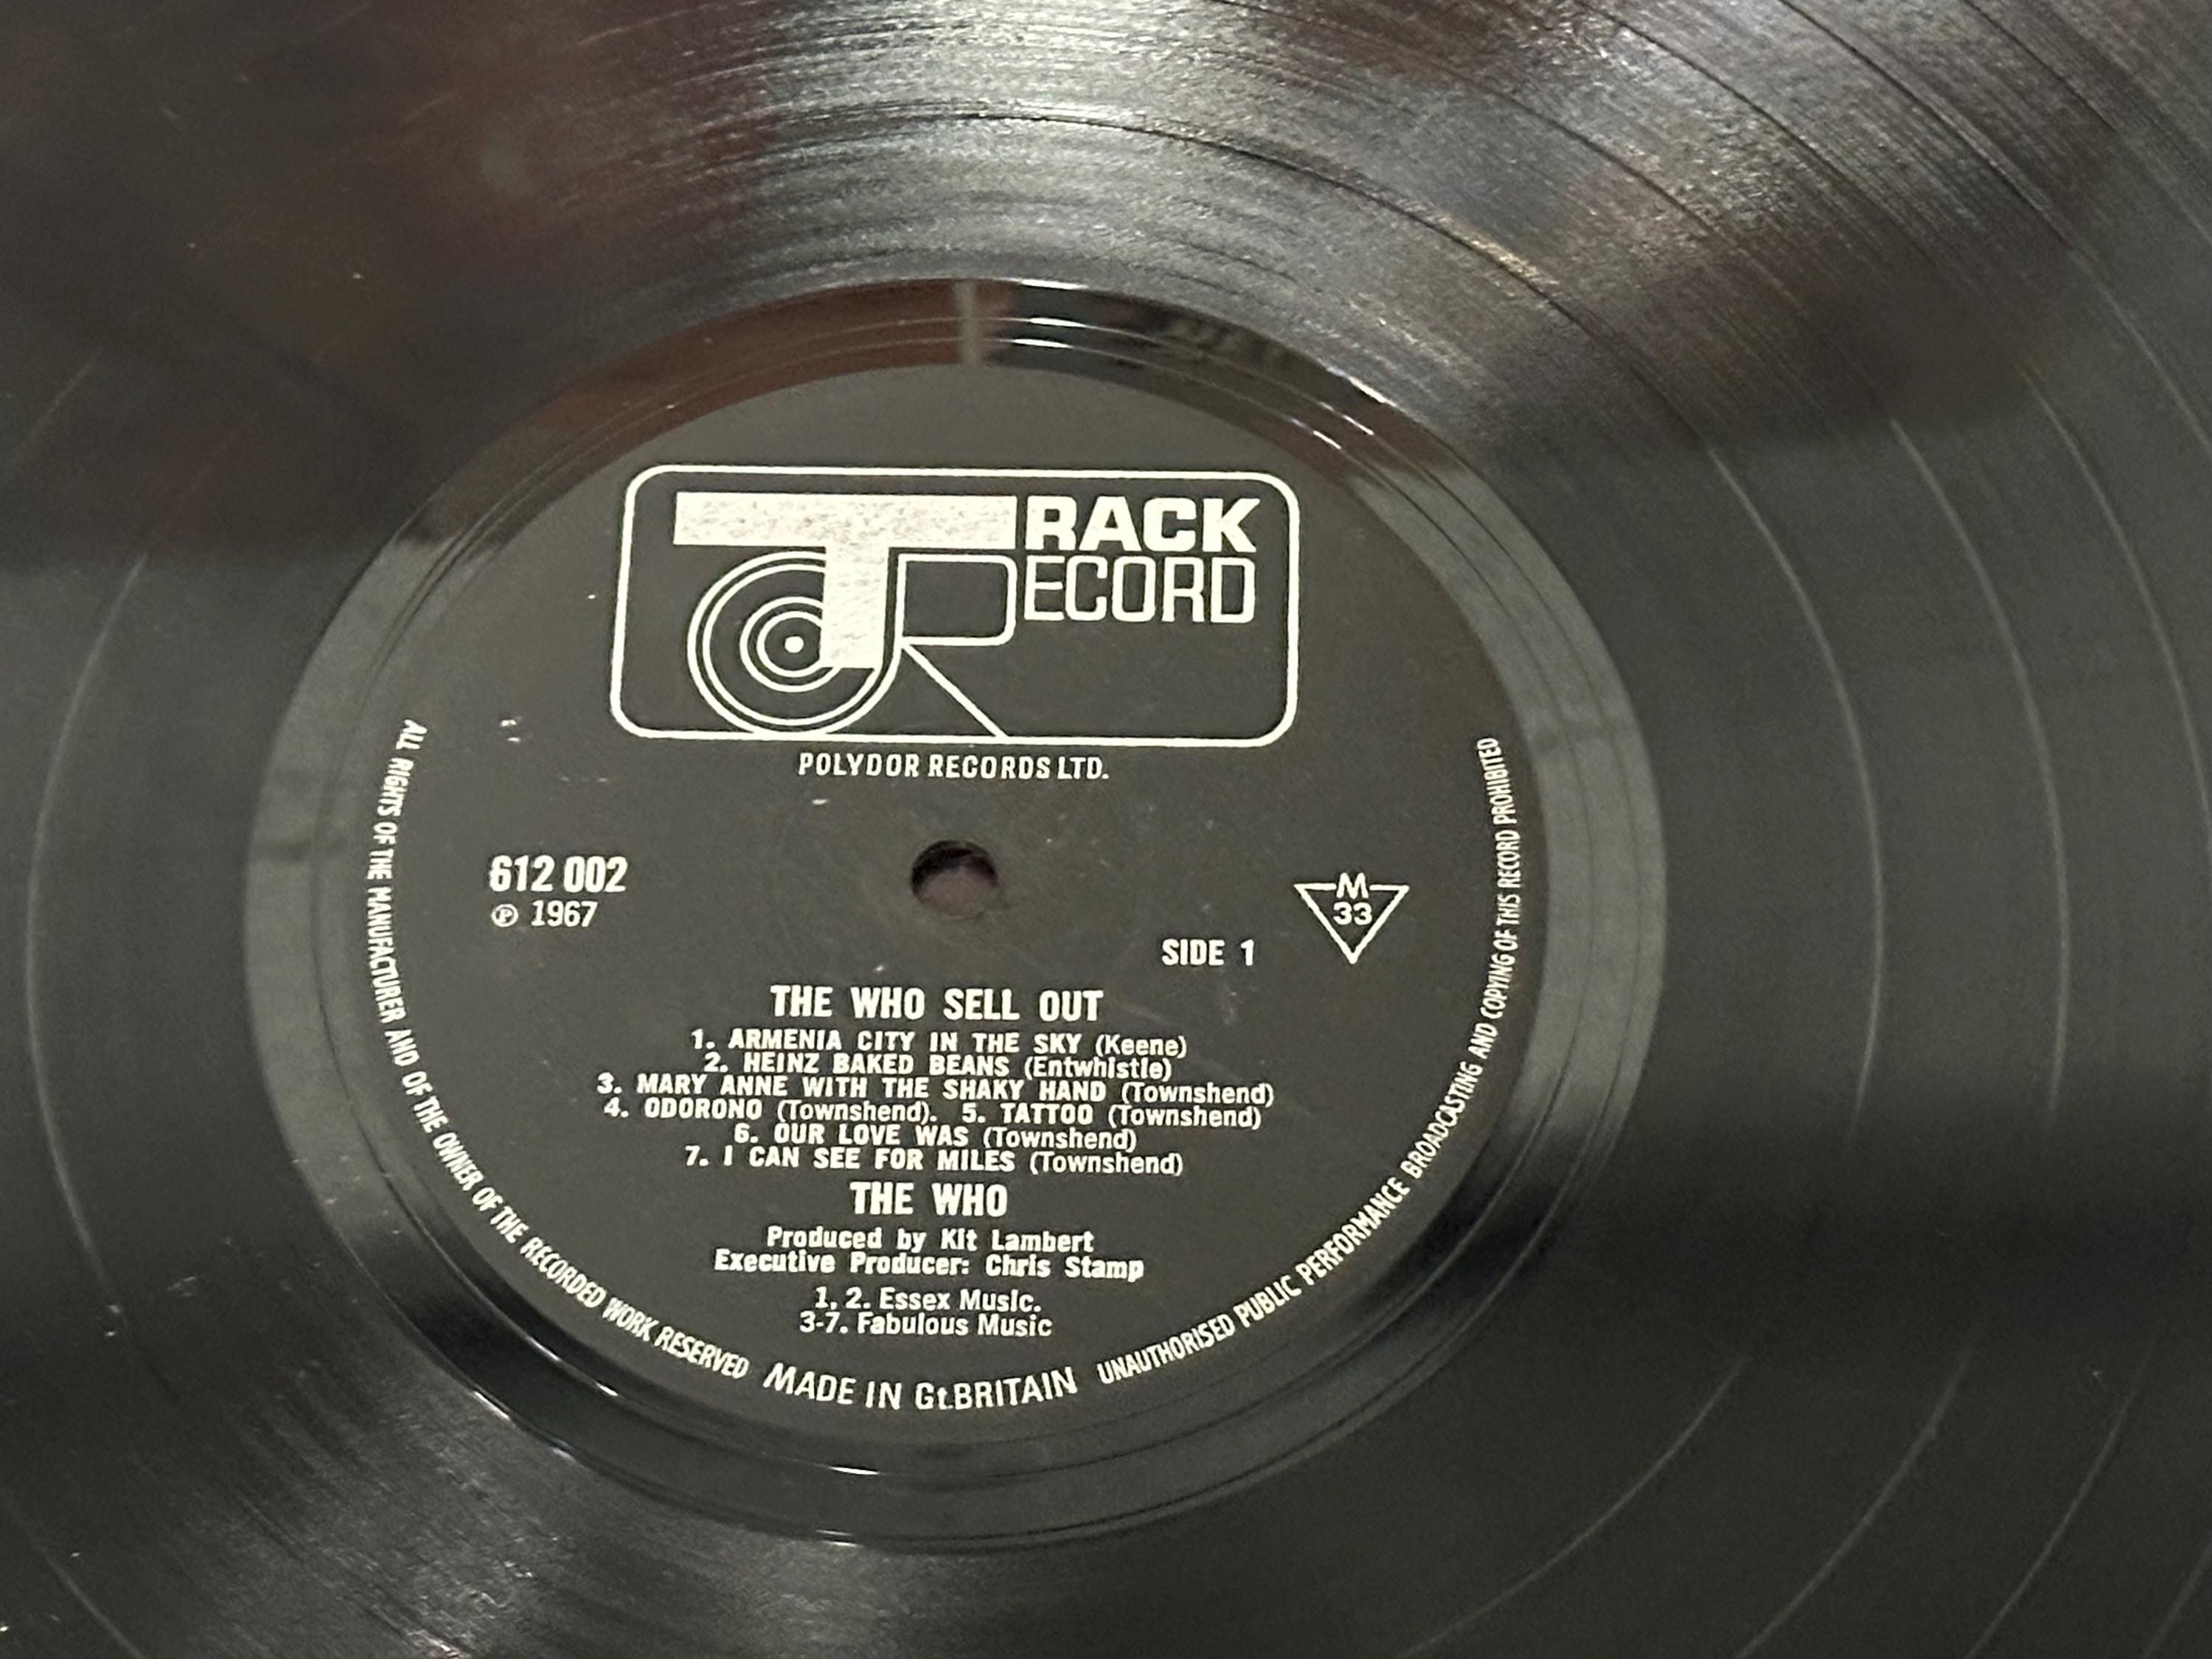 TRACK
RECORD
POLYDOR RECORDS LTD.
612 002
℗ 1967
M
33
SIDE 1
THE WHO SELL OUT
1. ARMENIA CITY IN THE SKY (Keene)
2. HEINZ BAKED BEANS (Entwhistle)
3. MARY ANNE WITH THE SHAKY HAND (Townshend)
4. ODORONO (Townshend). 5. TATTOO (Townshend)
6. OUR LOVE WAS (Townshend)
7. I CAN SEE FOR MILES (Townshend)
THE WHO
Produced by Kit Lambert
Executive Producer: Chris Stamp
1, 2. Essex Music.
3-7. Fabulous Music
ALL RIGHTS OF THE MANUFACTURER AND OF THE OWNER OF THE RECORDED WORK RESERVED MADE IN Gt.BRITAIN UNAUTHORISED PUBLIC PERFORMANCE BROADCASTING AND COPYING OF THIS RECORD PROHIBITED